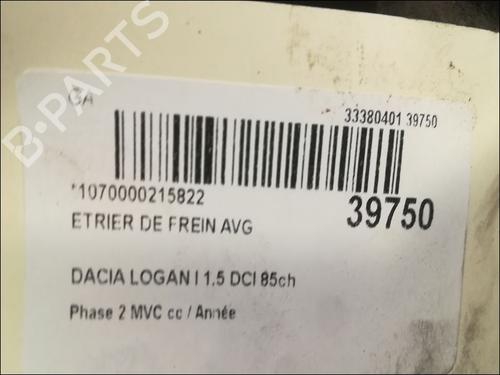 B-PARTS
GA
33380401 39750
*1070000215822
39750
ETRIER DE FREIN AVG
DACIA LOGAN I 1.5 DCI 85ch
Phase 2 MVC cc / Année